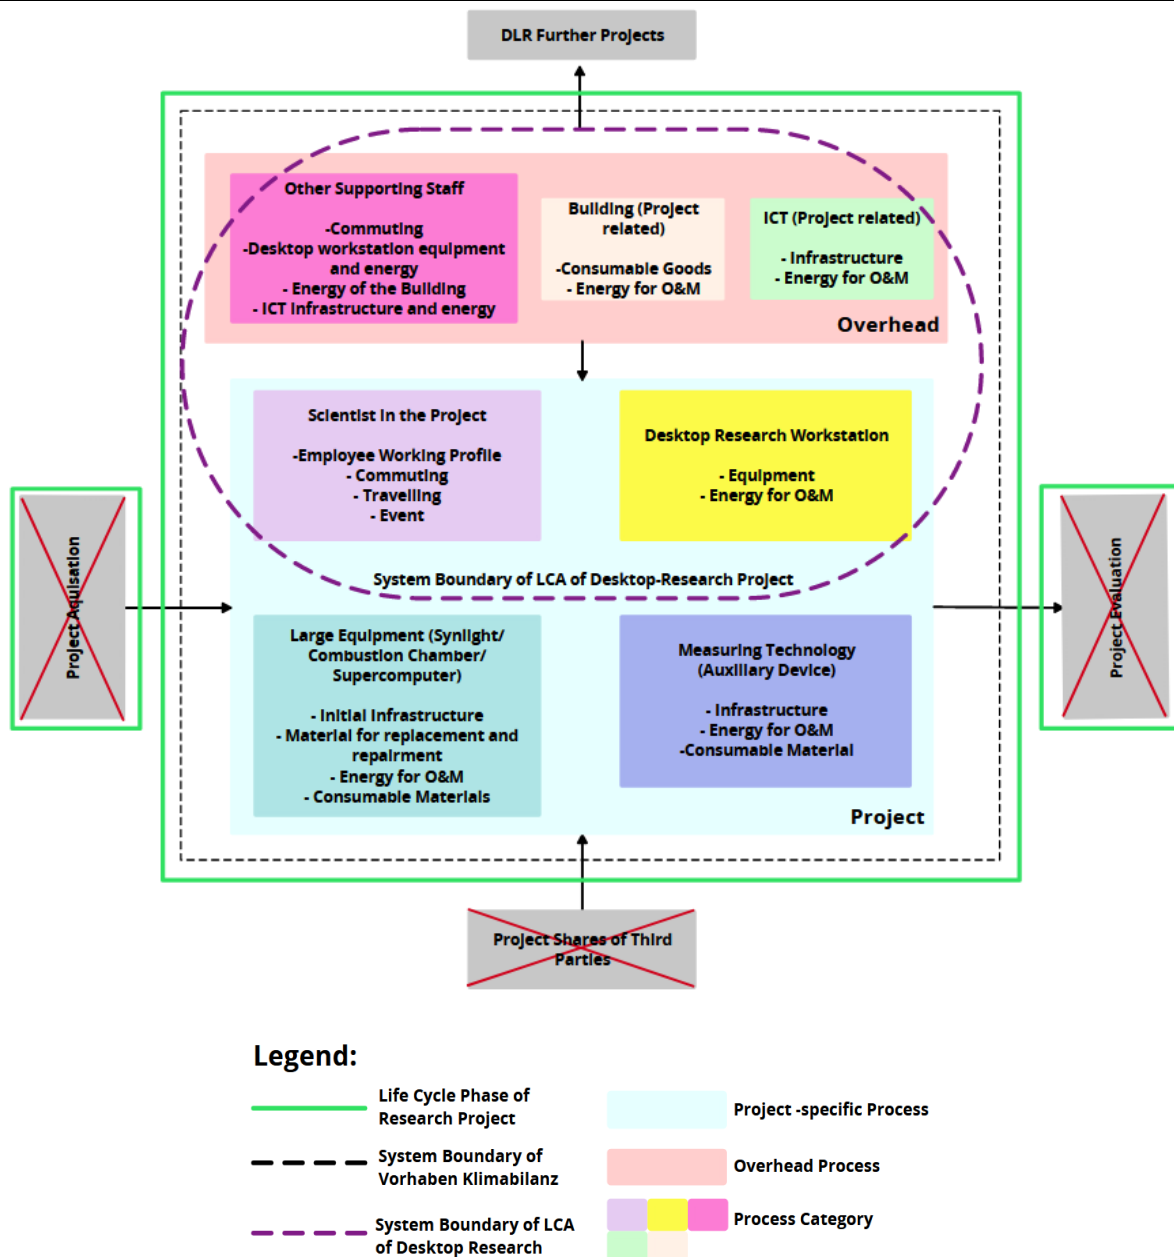 DLR Further Projects
Other Supporting Staff
-Commuting
-Desktop workstation equipment
and energy
- Energy of the Building
- ICT Infrastructure and energy
Building (Project
related)
-Consumable Goods
- Energy for O&M
ICT (Project related)
- Infrastructure
- Energy for O&M
Overhead
Scientist in the Project
-Employee Working Profile
- Commuting
- Travelling
- Event
Desktop Research Workstation
- Equipment
- Energy for O&M
System Boundary of LCA of Desktop-Research Project
Project Aquisation
Project Evaluation
Large Equipment (Synlight/
Combustion Chamber/
Supercomputer)
- Initial Infrastructure
- Material for replacement and
repairment
- Energy for O&M
- Consumable Materials
Measuring Technology
(Auxiliary Device)
- Infrastructure
- Energy for O&M
-Consumable Material
Project
Project Shares of Third
Parties
Legend:
Life Cycle Phase of
Research Project
System Boundary of
Vorhaben Klimabilanz
System Boundary of LCA
of Desktop Research
Project -specific Process
Overhead Process
Process Category